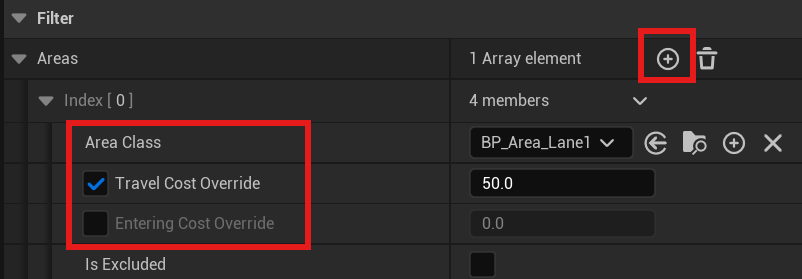 Filter
Areas 1 Array element
Index [ 0 ] 4 members
Area Class BP_Area_Lane1
Travel Cost Override 50.0
Entering Cost Override 0.0
Is Excluded